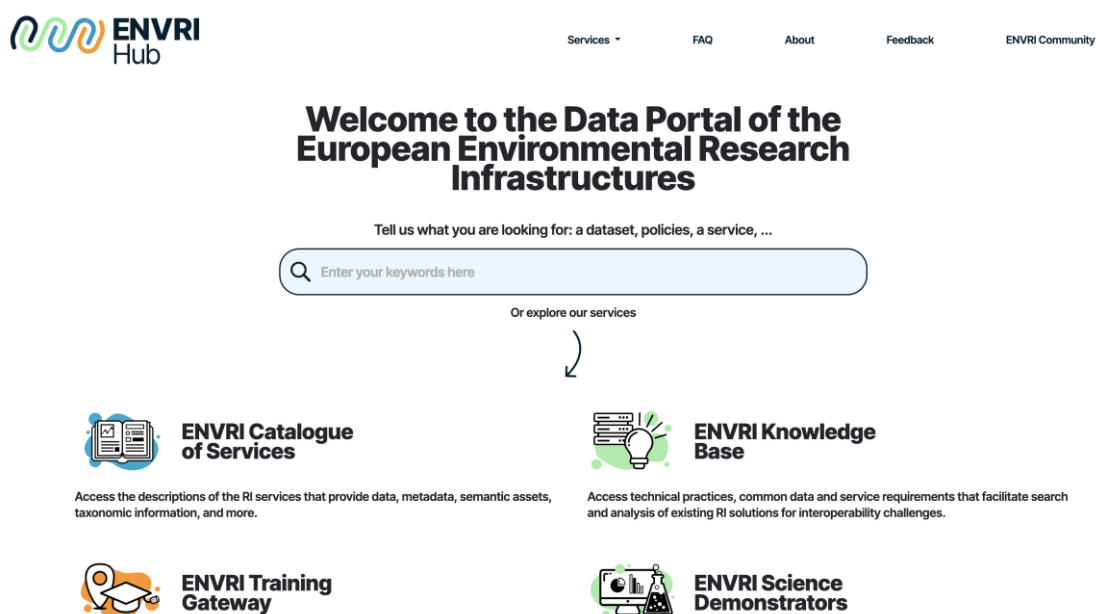 ENVRI
Hub
Services
FAQ
About
Feedback
ENVRI Community
Welcome to the Data Portal of the
European Environmental Research
Infrastructures
Tell us what you are looking for: a dataset, policies, a service, ...
Enter your keywords here
Or explore our services
ENVRI Catalogue
of Services
Access the descriptions of the RI services that provide data, metadata, semantic assets,
taxonomic information, and more.
ENVRI Knowledge
Base
Access technical practices, common data and service requirements that facilitate search
and analysis of existing RI solutions for interoperability challenges.
ENVRI Training
Gateway
ENVRI Science
Demonstrators